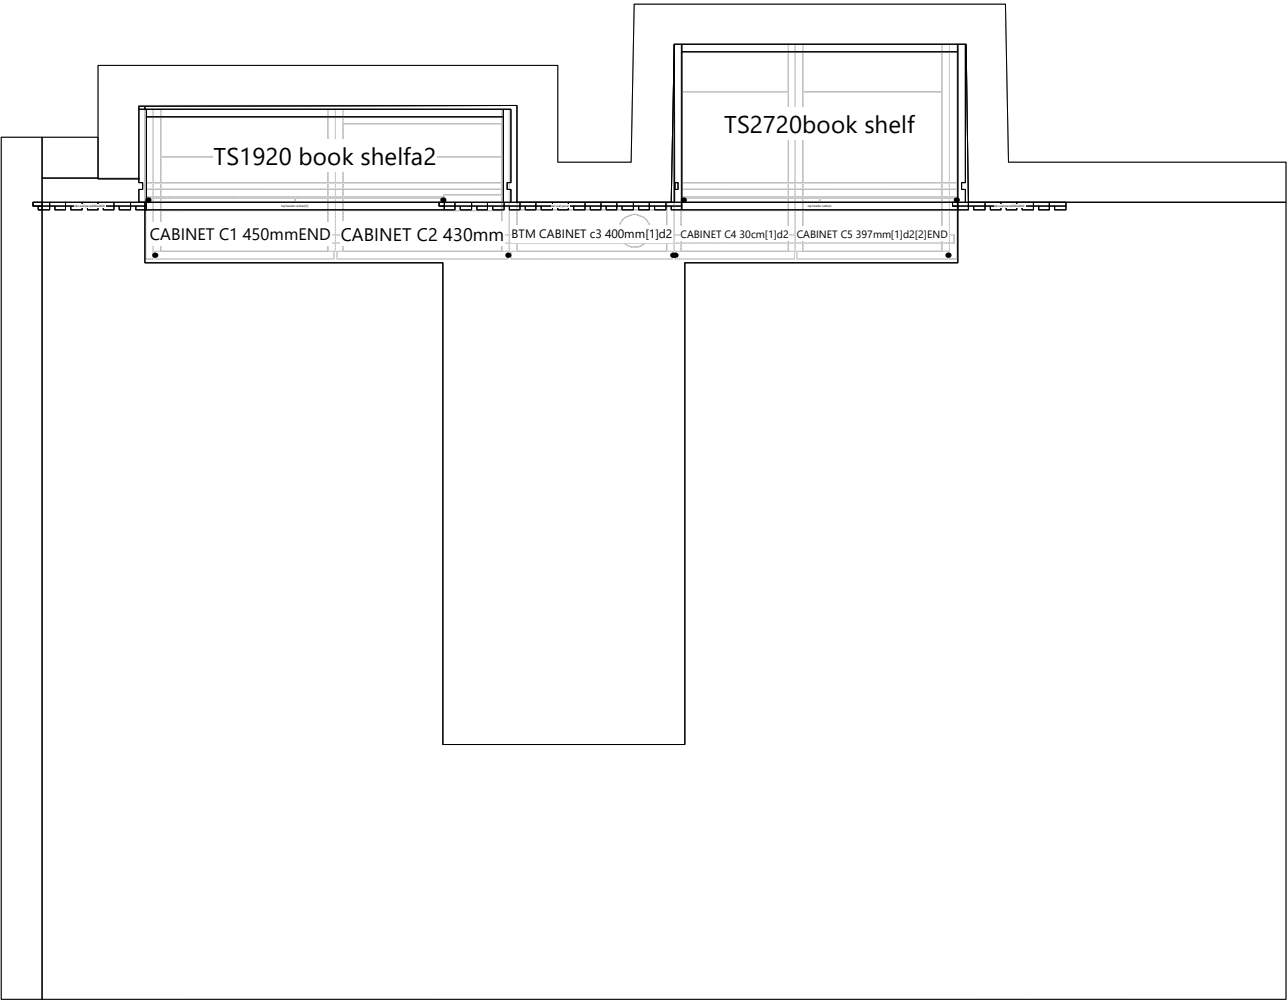 TS2720book shelf
TS1920 book shelfa2
CABINET C1 450mmEND
CABINET C2 430mm
BTM CABINET c3 400mm[1]d2
CABINET C4 30cm[1]d2
CABINET C5 397mm[1]d2[2]END